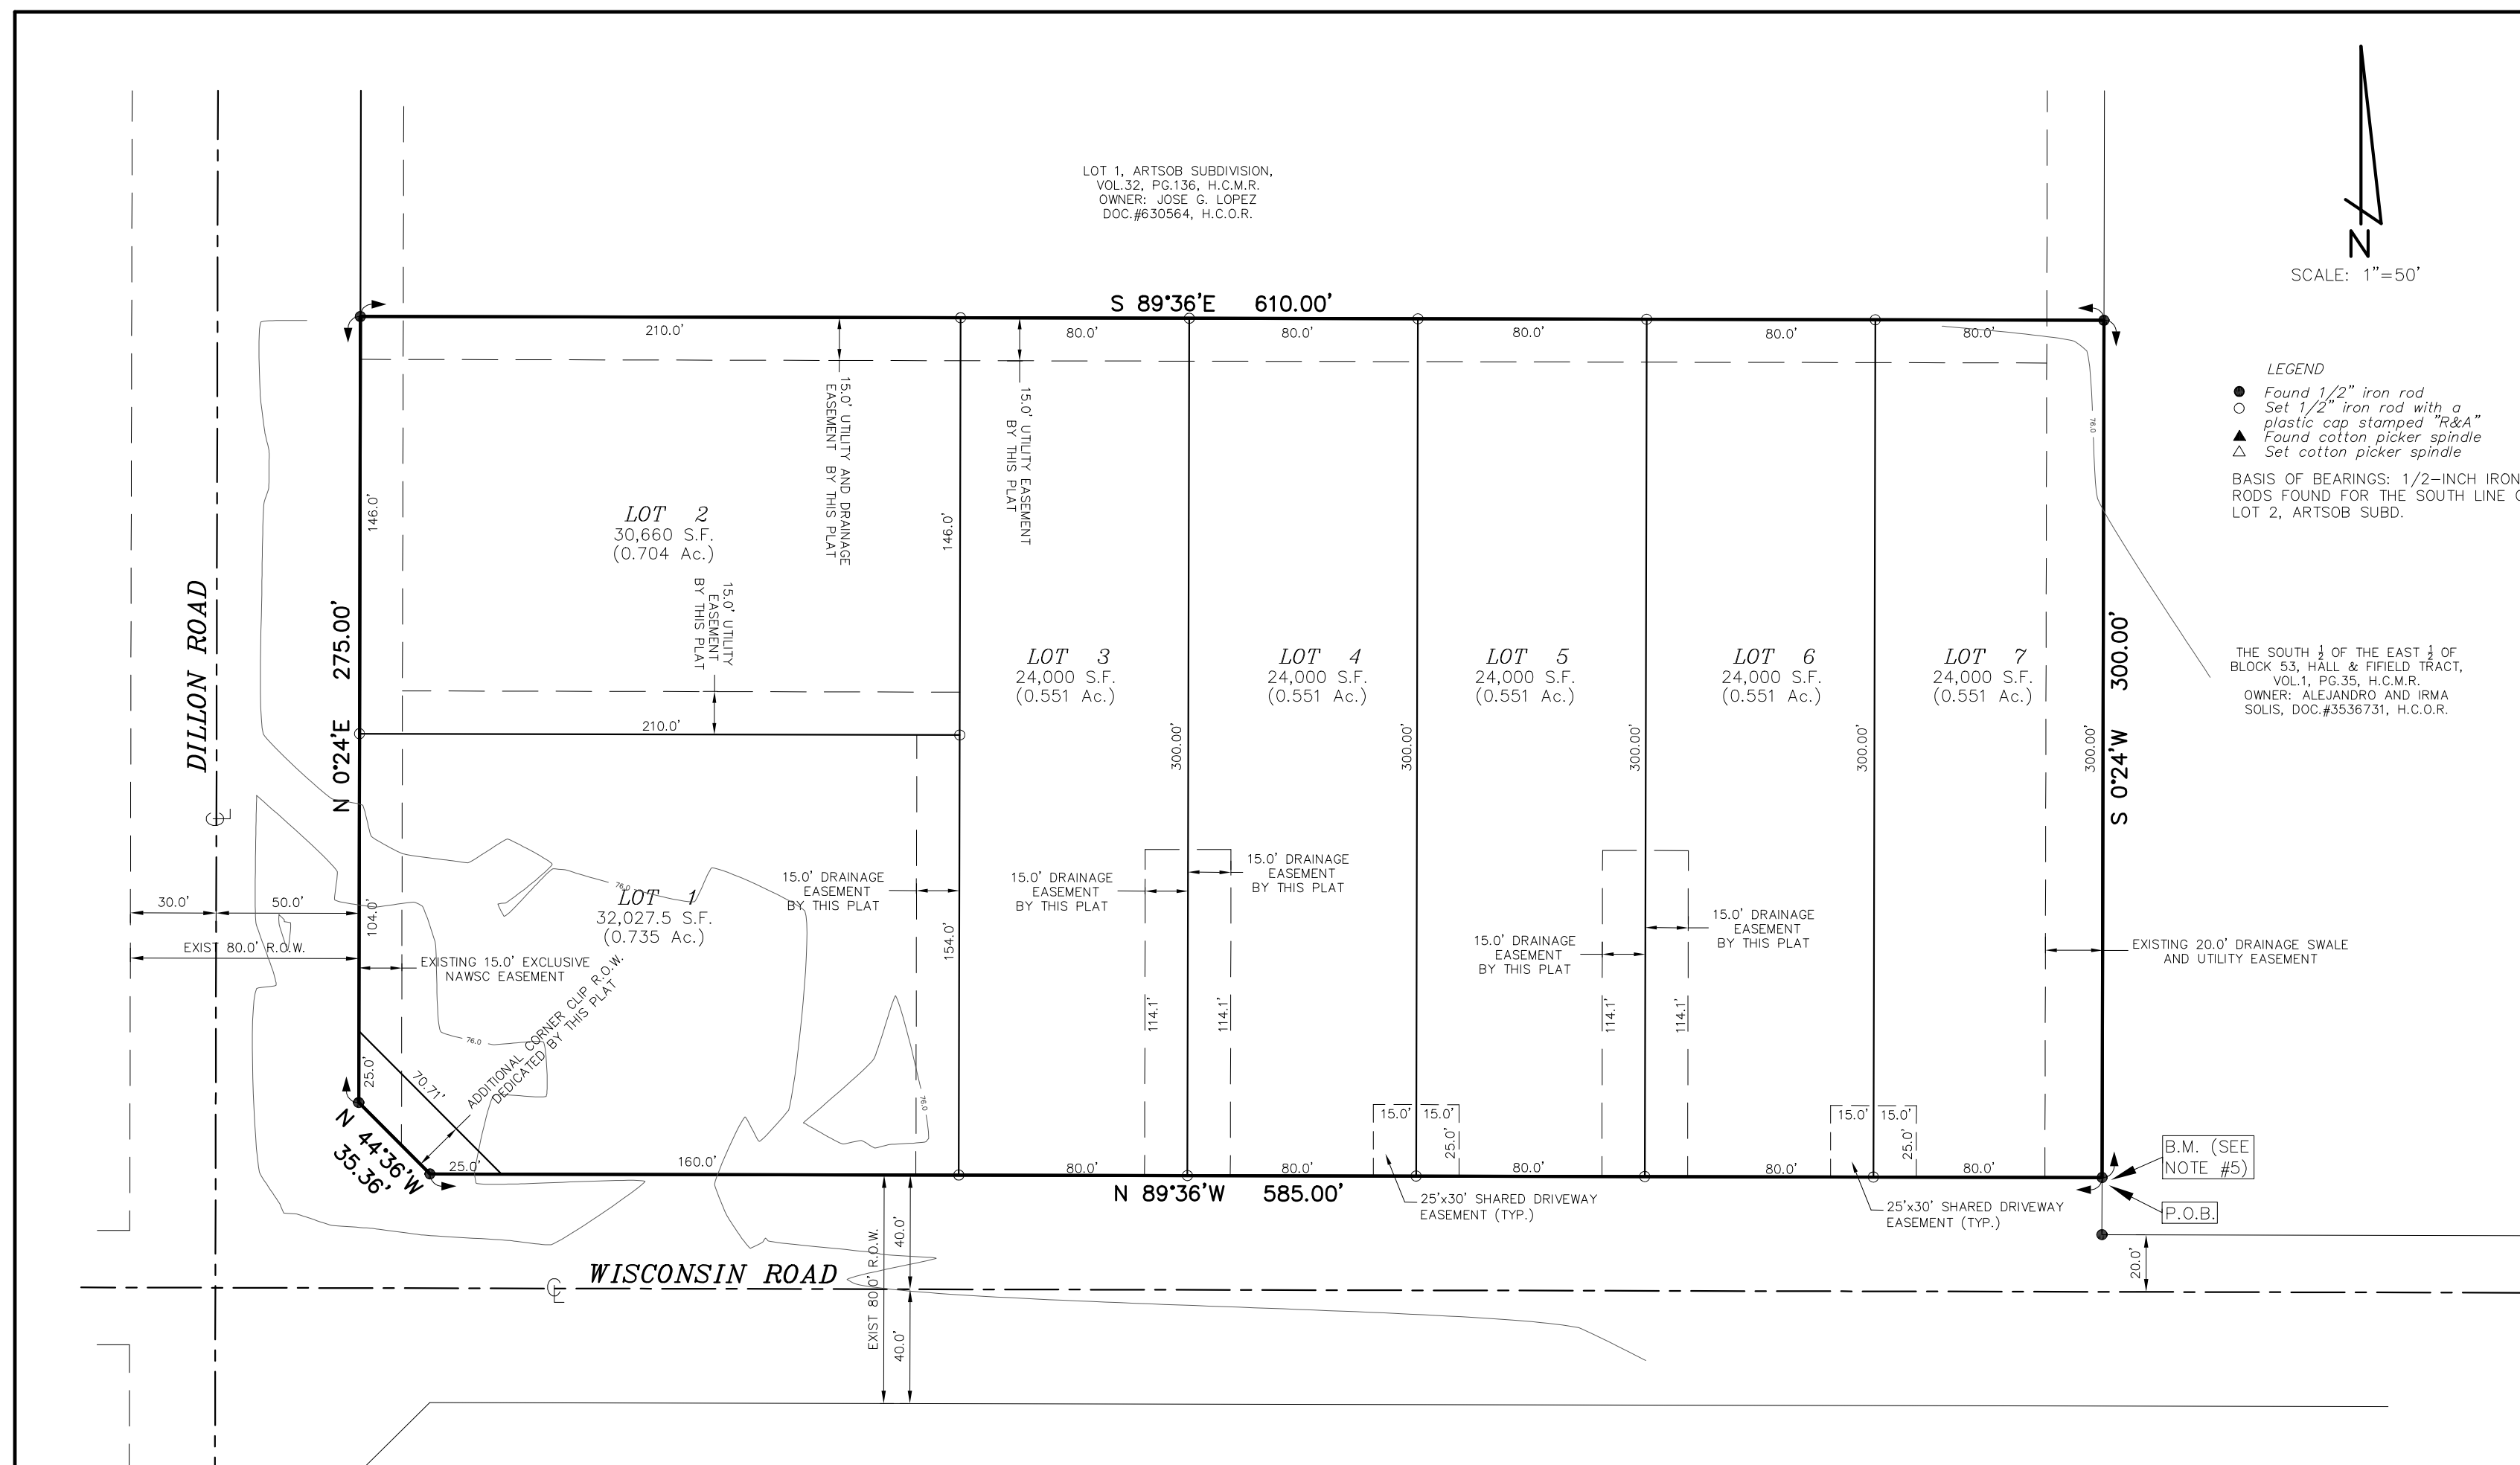 LOT 1, ARTSOB SUBDIVISION,
VOL.32, PG.136, H.C.M.R.
OWNER: JOSE G. LOPEZ
DOC.#630564, H.C.O.R.
N
SCALE: 1"=50'
S 89°36'E 610.00'
210.0'
80.0'
80.0'
80.0'
80.0'
80.0'
LEGEND
Found 1/2" iron rod
Set 1/2" iron rod with a
plastic cap stamped "R&A"
Found cotton picker spindle
Set cotton picker spindle
BASIS OF BEARINGS: 1/2-INCH IRON
RODS FOUND FOR THE SOUTH LINE
LOT 2, ARTSOB SUBD.
15.0' UTILITY AND DRAINAGE
EASEMENT BY THIS PLAT
15.0' UTILITY EASEMENT
BY THIS PLAT
76.0
146.0'
LOT 2
30,660 S.F.
(0.704 Ac.)
146.0'
15.0' UTILITY
EASEMENT
BY THIS PLAT
DILLON ROAD
N 0°24'E 275.00'
210.0'
LOT 3
24,000 S.F.
(0.551 Ac.)
LOT 4
24,000 S.F.
(0.551 Ac.)
LOT 5
24,000 S.F.
(0.551 Ac.)
LOT 6
24,000 S.F.
(0.551 Ac.)
LOT 7
24,000 S.F.
(0.551 Ac.)
300.00'
300.00'
300.00'
300.00'
300.00'
S 0°24'W 300.00'
THE SOUTH ½ OF THE EAST ½ OF
BLOCK 53, HALL & FIFIELD TRACT,
VOL.1, PG.35, H.C.M.R.
OWNER: ALEJANDRO AND IRMA
SOLIS, DOC.#3536731, H.C.O.R.
℄
30.0'
50.0'
EXIST 80.0' R.O.W.
104.0'
76.0
LOT 1
32,027.5 S.F.
(0.735 Ac.)
EXISTING 15.0' EXCLUSIVE
NAWSC EASEMENT
15.0' DRAINAGE
EASEMENT
BY THIS PLAT
154.0'
15.0' DRAINAGE
EASEMENT
BY THIS PLAT
15.0' DRAINAGE
EASEMENT
BY THIS PLAT
15.0' DRAINAGE
EASEMENT
BY THIS PLAT
15.0' DRAINAGE
EASEMENT
BY THIS PLAT
EXISTING 20.0' DRAINAGE SWALE
AND UTILITY EASEMENT
114.1'
114.1'
114.1'
114.1'
76.0
ADDITIONAL CORNER CLIP R.O.W.
DEDICATED BY THIS PLAT
70.71'
25.0'
76.0
N 44°36'W
35.36'
25.0'
160.0'
80.0'
80.0'
80.0'
80.0'
80.0'
15.0'
15.0'
25.0'
15.0'
15.0'
25.0'
N 89°36'W 585.00'
25'x30' SHARED DRIVEWAY
EASEMENT (TYP.)
25'x30' SHARED DRIVEWAY
EASEMENT (TYP.)
B.M. (SEE
NOTE #5)
P.O.B.
20.0'
WISCONSIN ROAD
℄
EXIST 80.0' R.O.W.
40.0'
40.0'